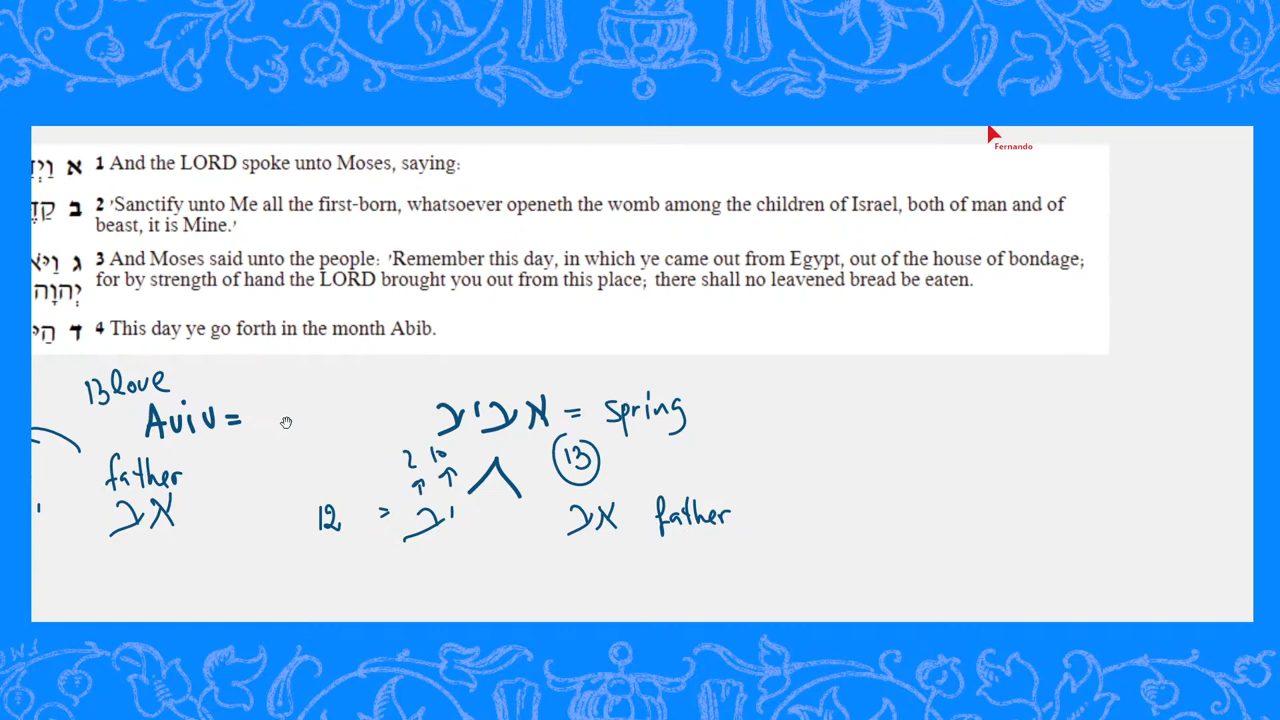 Fernando
א וַיְדַ 1 And the LORD spoke unto Moses, saying:
ב קַדֶּ 2 'Sanctify unto Me all the first-born, whatsoever openeth the womb among the children of Israel, both of man and of
beast, it is Mine.'
ג וַיֹּא 3 And Moses said unto the people: 'Remember this day, in which ye came out from Egypt, out of the house of bondage;
יְהוָה for by strength of hand the LORD brought you out from this place; there shall no leavened bread be eaten.
ד הַיּ 4 This day ye go forth in the month Abib.
13 love
Aviv =
father
אב
אביב = spring
2 10
13
12 > יב
אב father